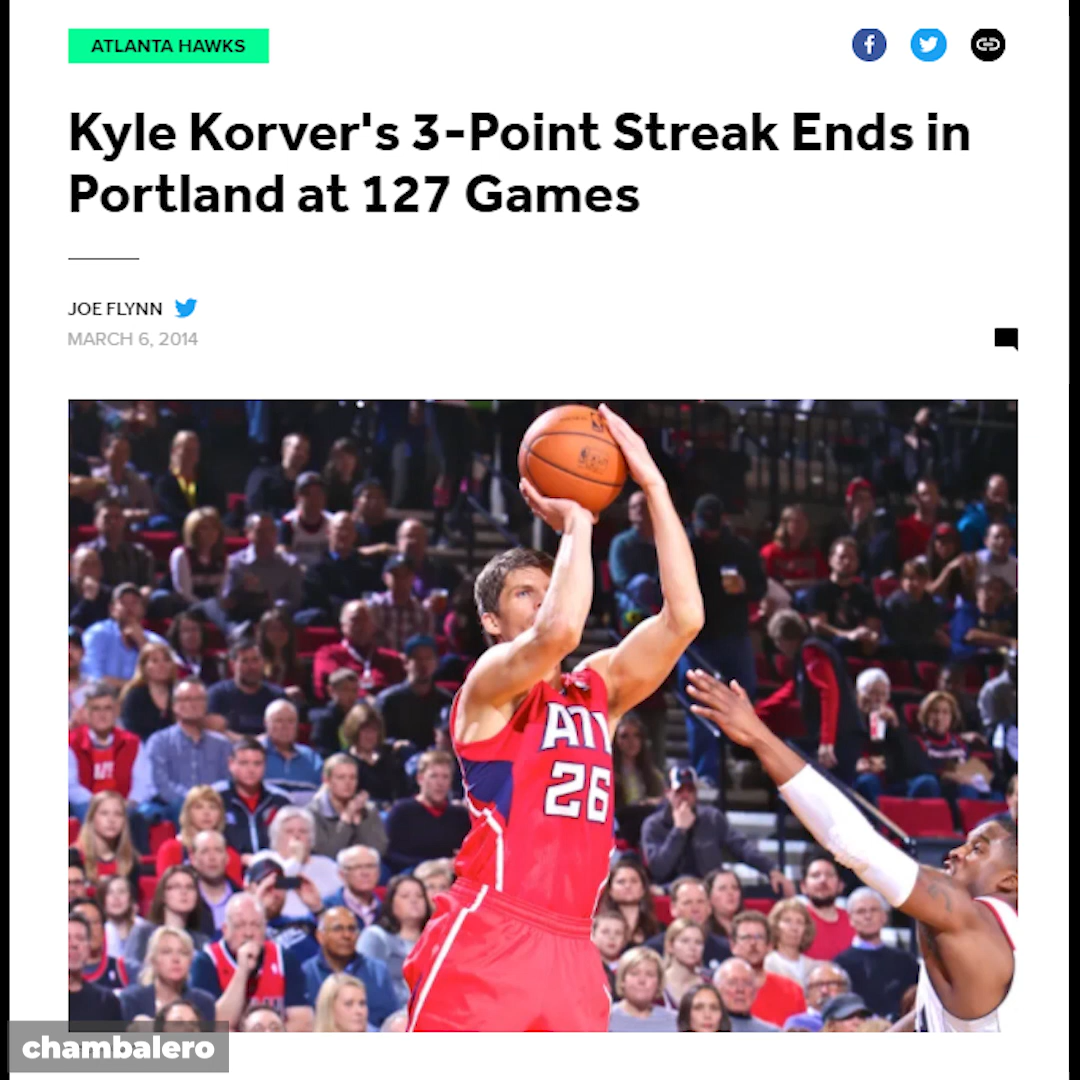 ATLANTA HAWKS
Kyle Korver's 3-Point Streak Ends in
Portland at 127 Games
JOE FLYNN
MARCH 6, 2014
ATL
26
chambalero